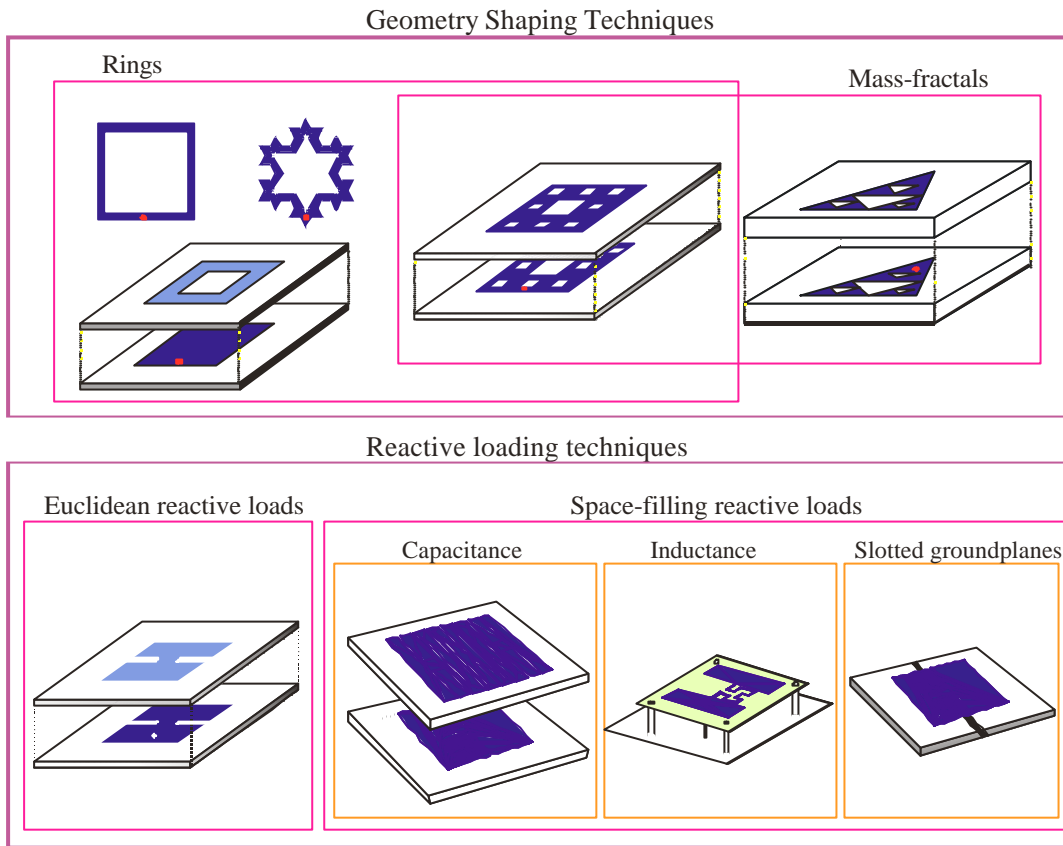 Geometry Shaping Techniques
Rings
Mass-fractals
Reactive loading techniques
Euclidean reactive loads
Space-filling reactive loads
Capacitance
Inductance
Slotted groundplanes